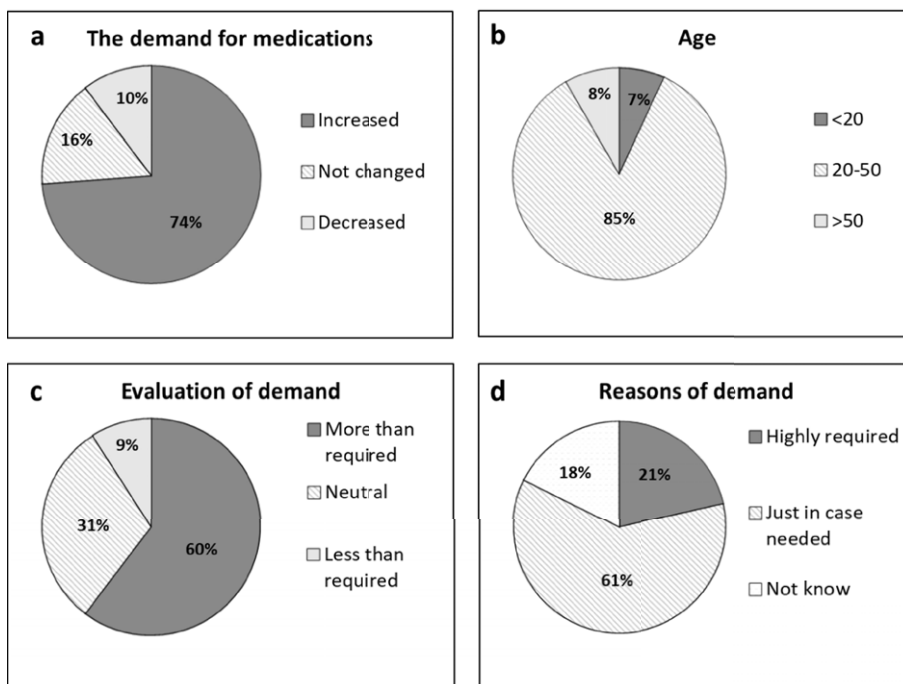 a
The demand for medications
10%
16%
74%
Increased
Not changed
Decreased
b
Age
8%
7%
85%
<20
20-50
>50
c
Evaluation of demand
9%
31%
60%
More than
required
Neutral
Less than
required
d
Reasons of demand
18%
21%
61%
Highly required
Just in case
needed
Not know